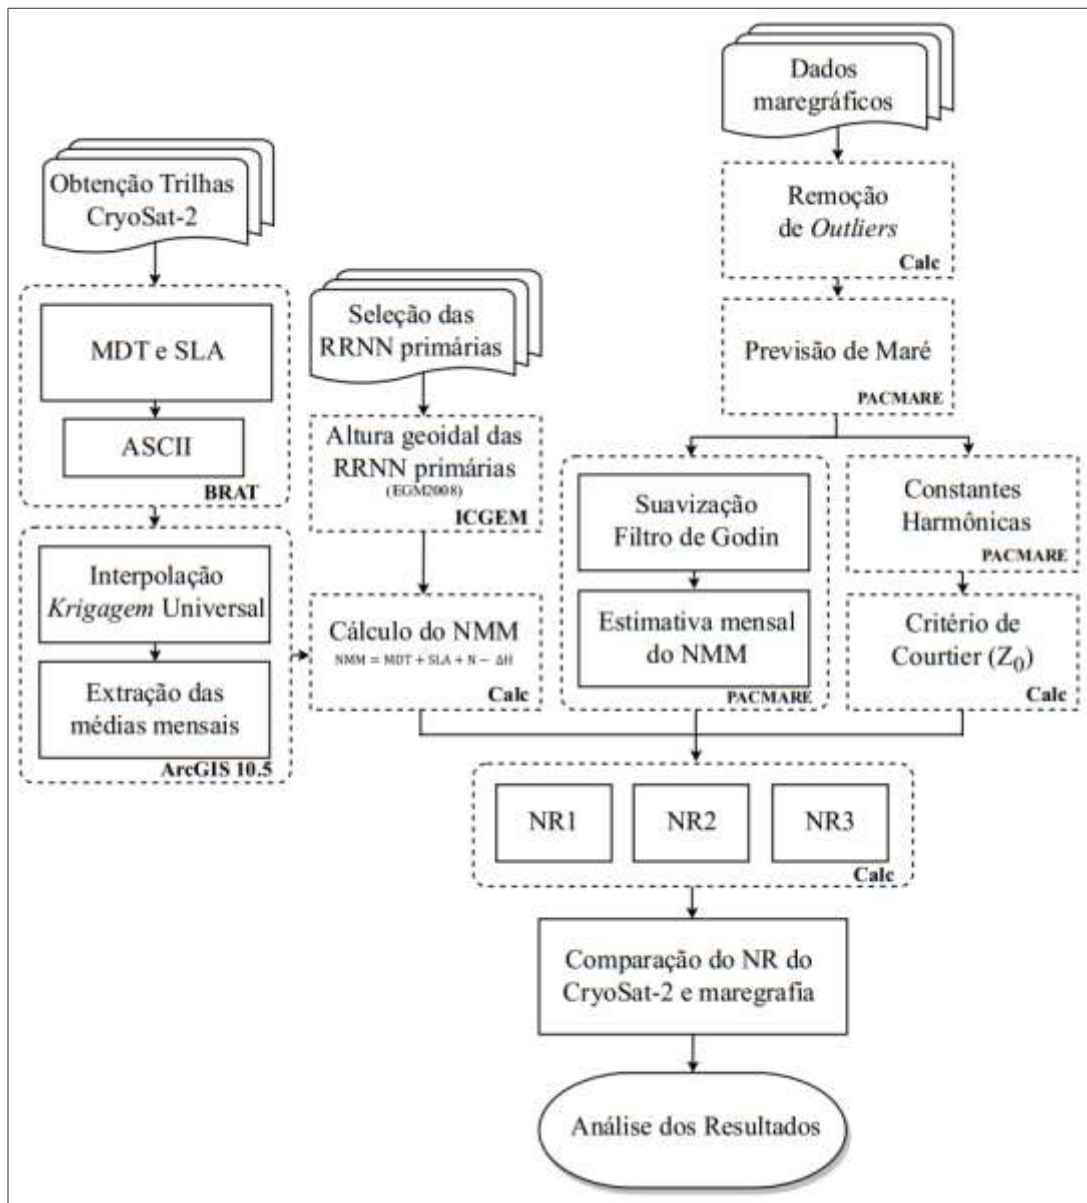 Dados
maregráficos
Obtenção Trilhas
CryoSat-2
Remoção
de Outliers
Calc
Seleção das
RRNN primárias
MDT e SLA
ASCII
BRAT
Previsão de Maré
PACMARE
Altura geoidal das
RRNN primárias
(EGM2008)
ICGEM
Suavização
Filtro de Godin
Estimativa mensal
do NMM
PACMARE
Constantes
Harmônicas
PACMARE
Interpolação
Krigagem Universal
Extração das
médias mensais
ArcGIS 10.5
Cálculo do NMM
NMM = MDT + SLA + N − ΔH
Calc
Critério de
Courtier (Z₀)
Calc
NR1
NR2
NR3
Calc
Comparação do NR do
CryoSat-2 e maregrafia
Análise dos Resultados